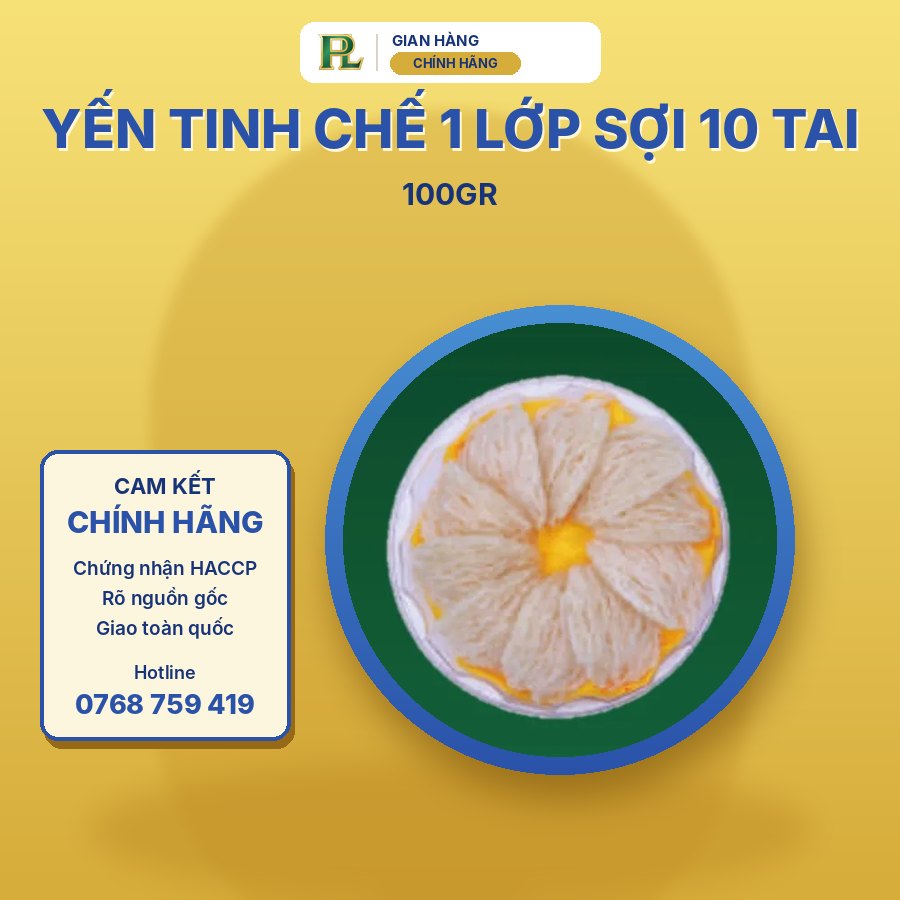 PL
GIAN HÀNG
CHÍNH HÃNG
YẾN TINH CHẾ 1 LỚP SỢI 10 TAI
100GR
CAM KẾT
CHÍNH HÃNG
Chứng nhận HACCP
Rõ nguồn gốc
Giao toàn quốc
Hotline
0768 759 419